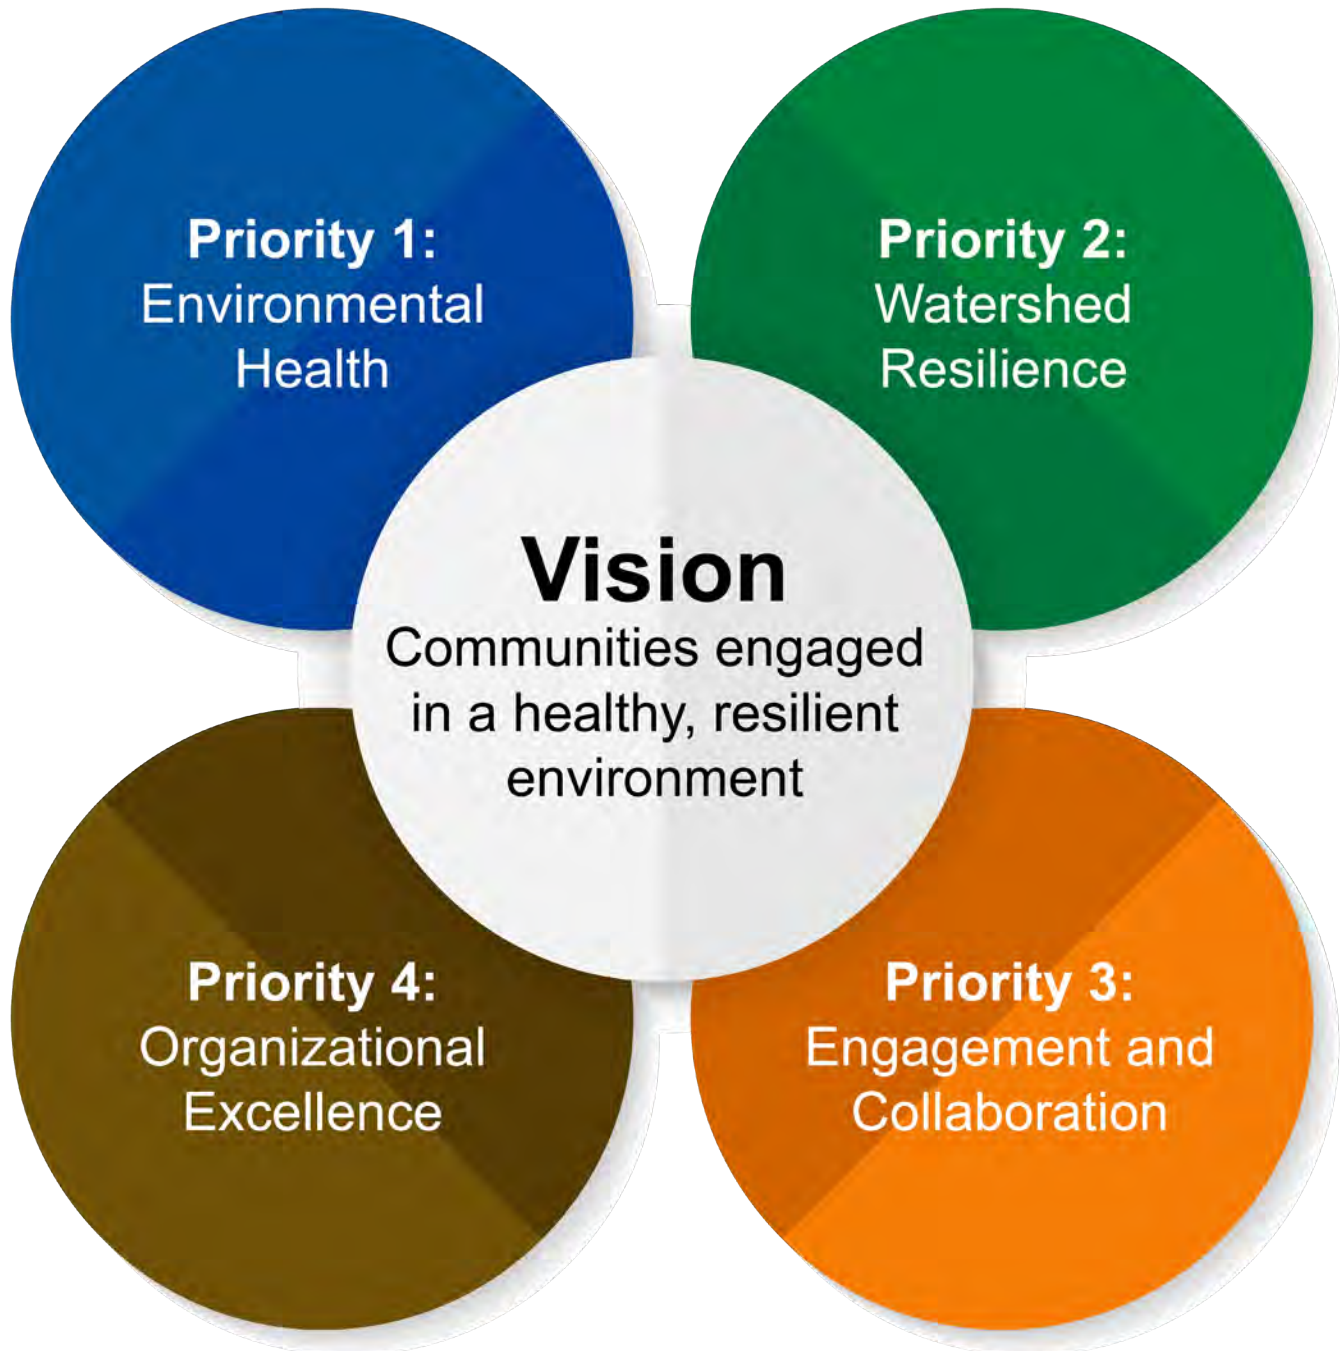 Priority 1:
Environmental
Health
Priority 2:
Watershed
Resilience
Vision
Communities engaged
in a healthy, resilient
environment
Priority 4:
Organizational
Excellence
Priority 3:
Engagement and
Collaboration